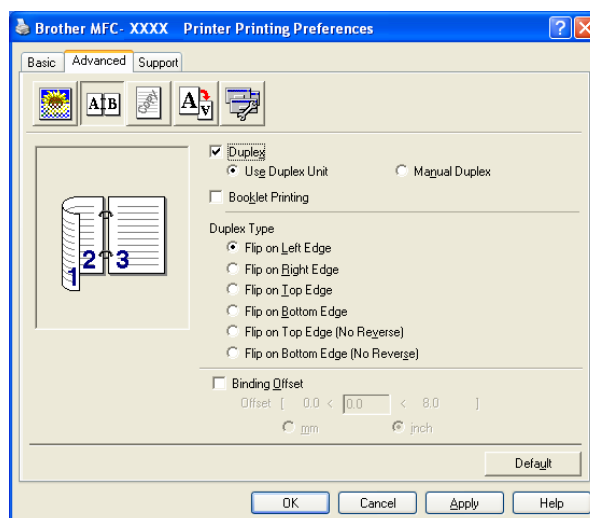 Brother MFC- XXXX Printer Printing Preferences
Basic Advanced Support
A B
A
V
Duplex
Use Duplex Unit Manual Duplex
Booklet Printing
1 2 3
Duplex Type
Flip on Left Edge
Flip on Right Edge
Flip on Top Edge
Flip on Bottom Edge
Flip on Top Edge (No Reverse)
Flip on Bottom Edge (No Reverse)
Binding Offset
Offset [ 0.0 < 0.0 < 8.0 ]
mm inch
Default
OK Cancel Apply Help